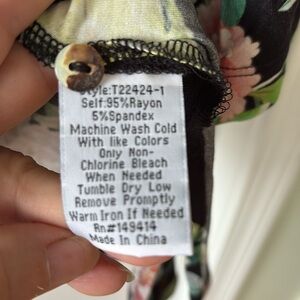 Style:T22424-1
Self:95%Rayon
5%Spandex
Machine Wash Cold
With like Colors
Only Non-
Chlorine Bleach
When Needed
Tumble Dry Low
Remove Promptly
Warm Iron If Needed
Rn#149414
Made In China